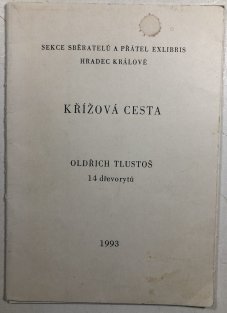 SEKCE SBĚRATELŮ A PŘÁTEL EXLIBRIS
HRADEC KRÁLOVÉ
KŘÍŽOVÁ CESTA
OLDŘICH TLUSTOŠ
14 dřevorytů
1993